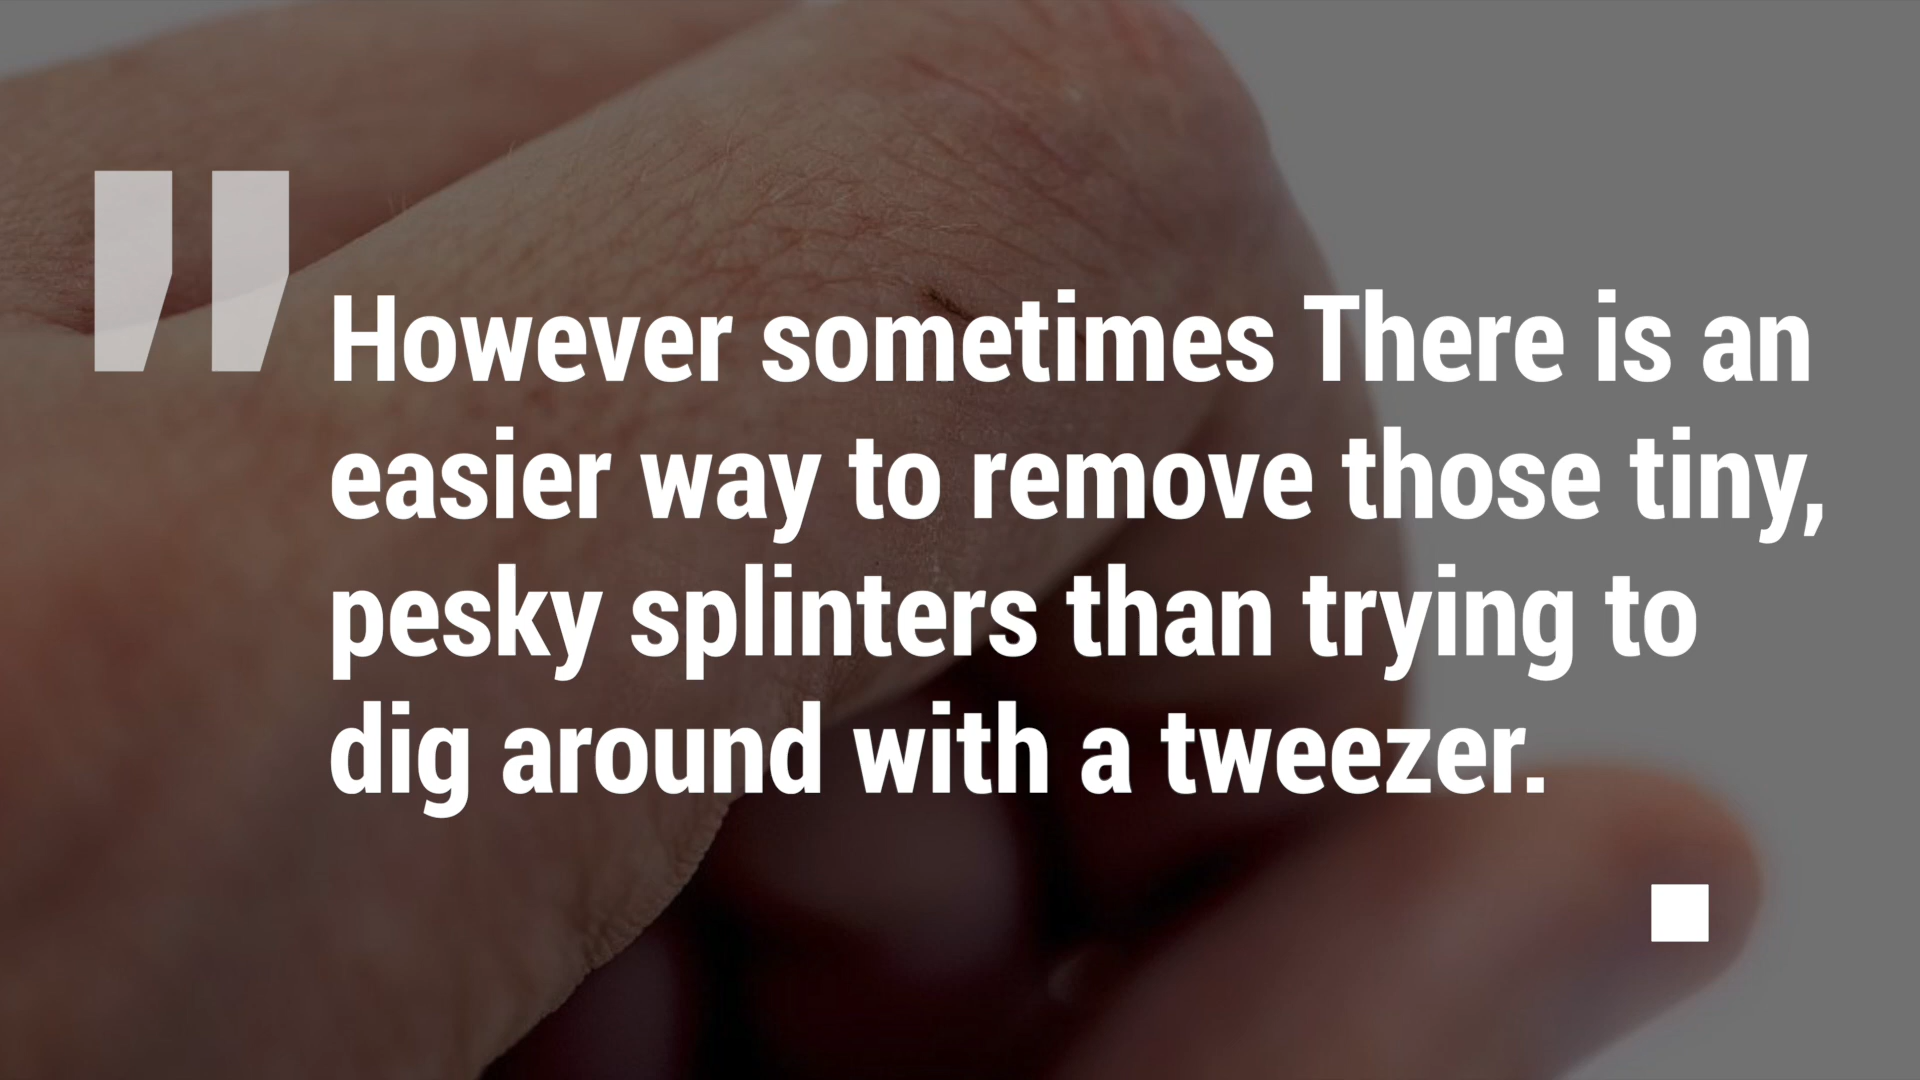 "
However sometimes There is an
easier way to remove those tiny,
pesky splinters than trying to
dig around with a tweezer.